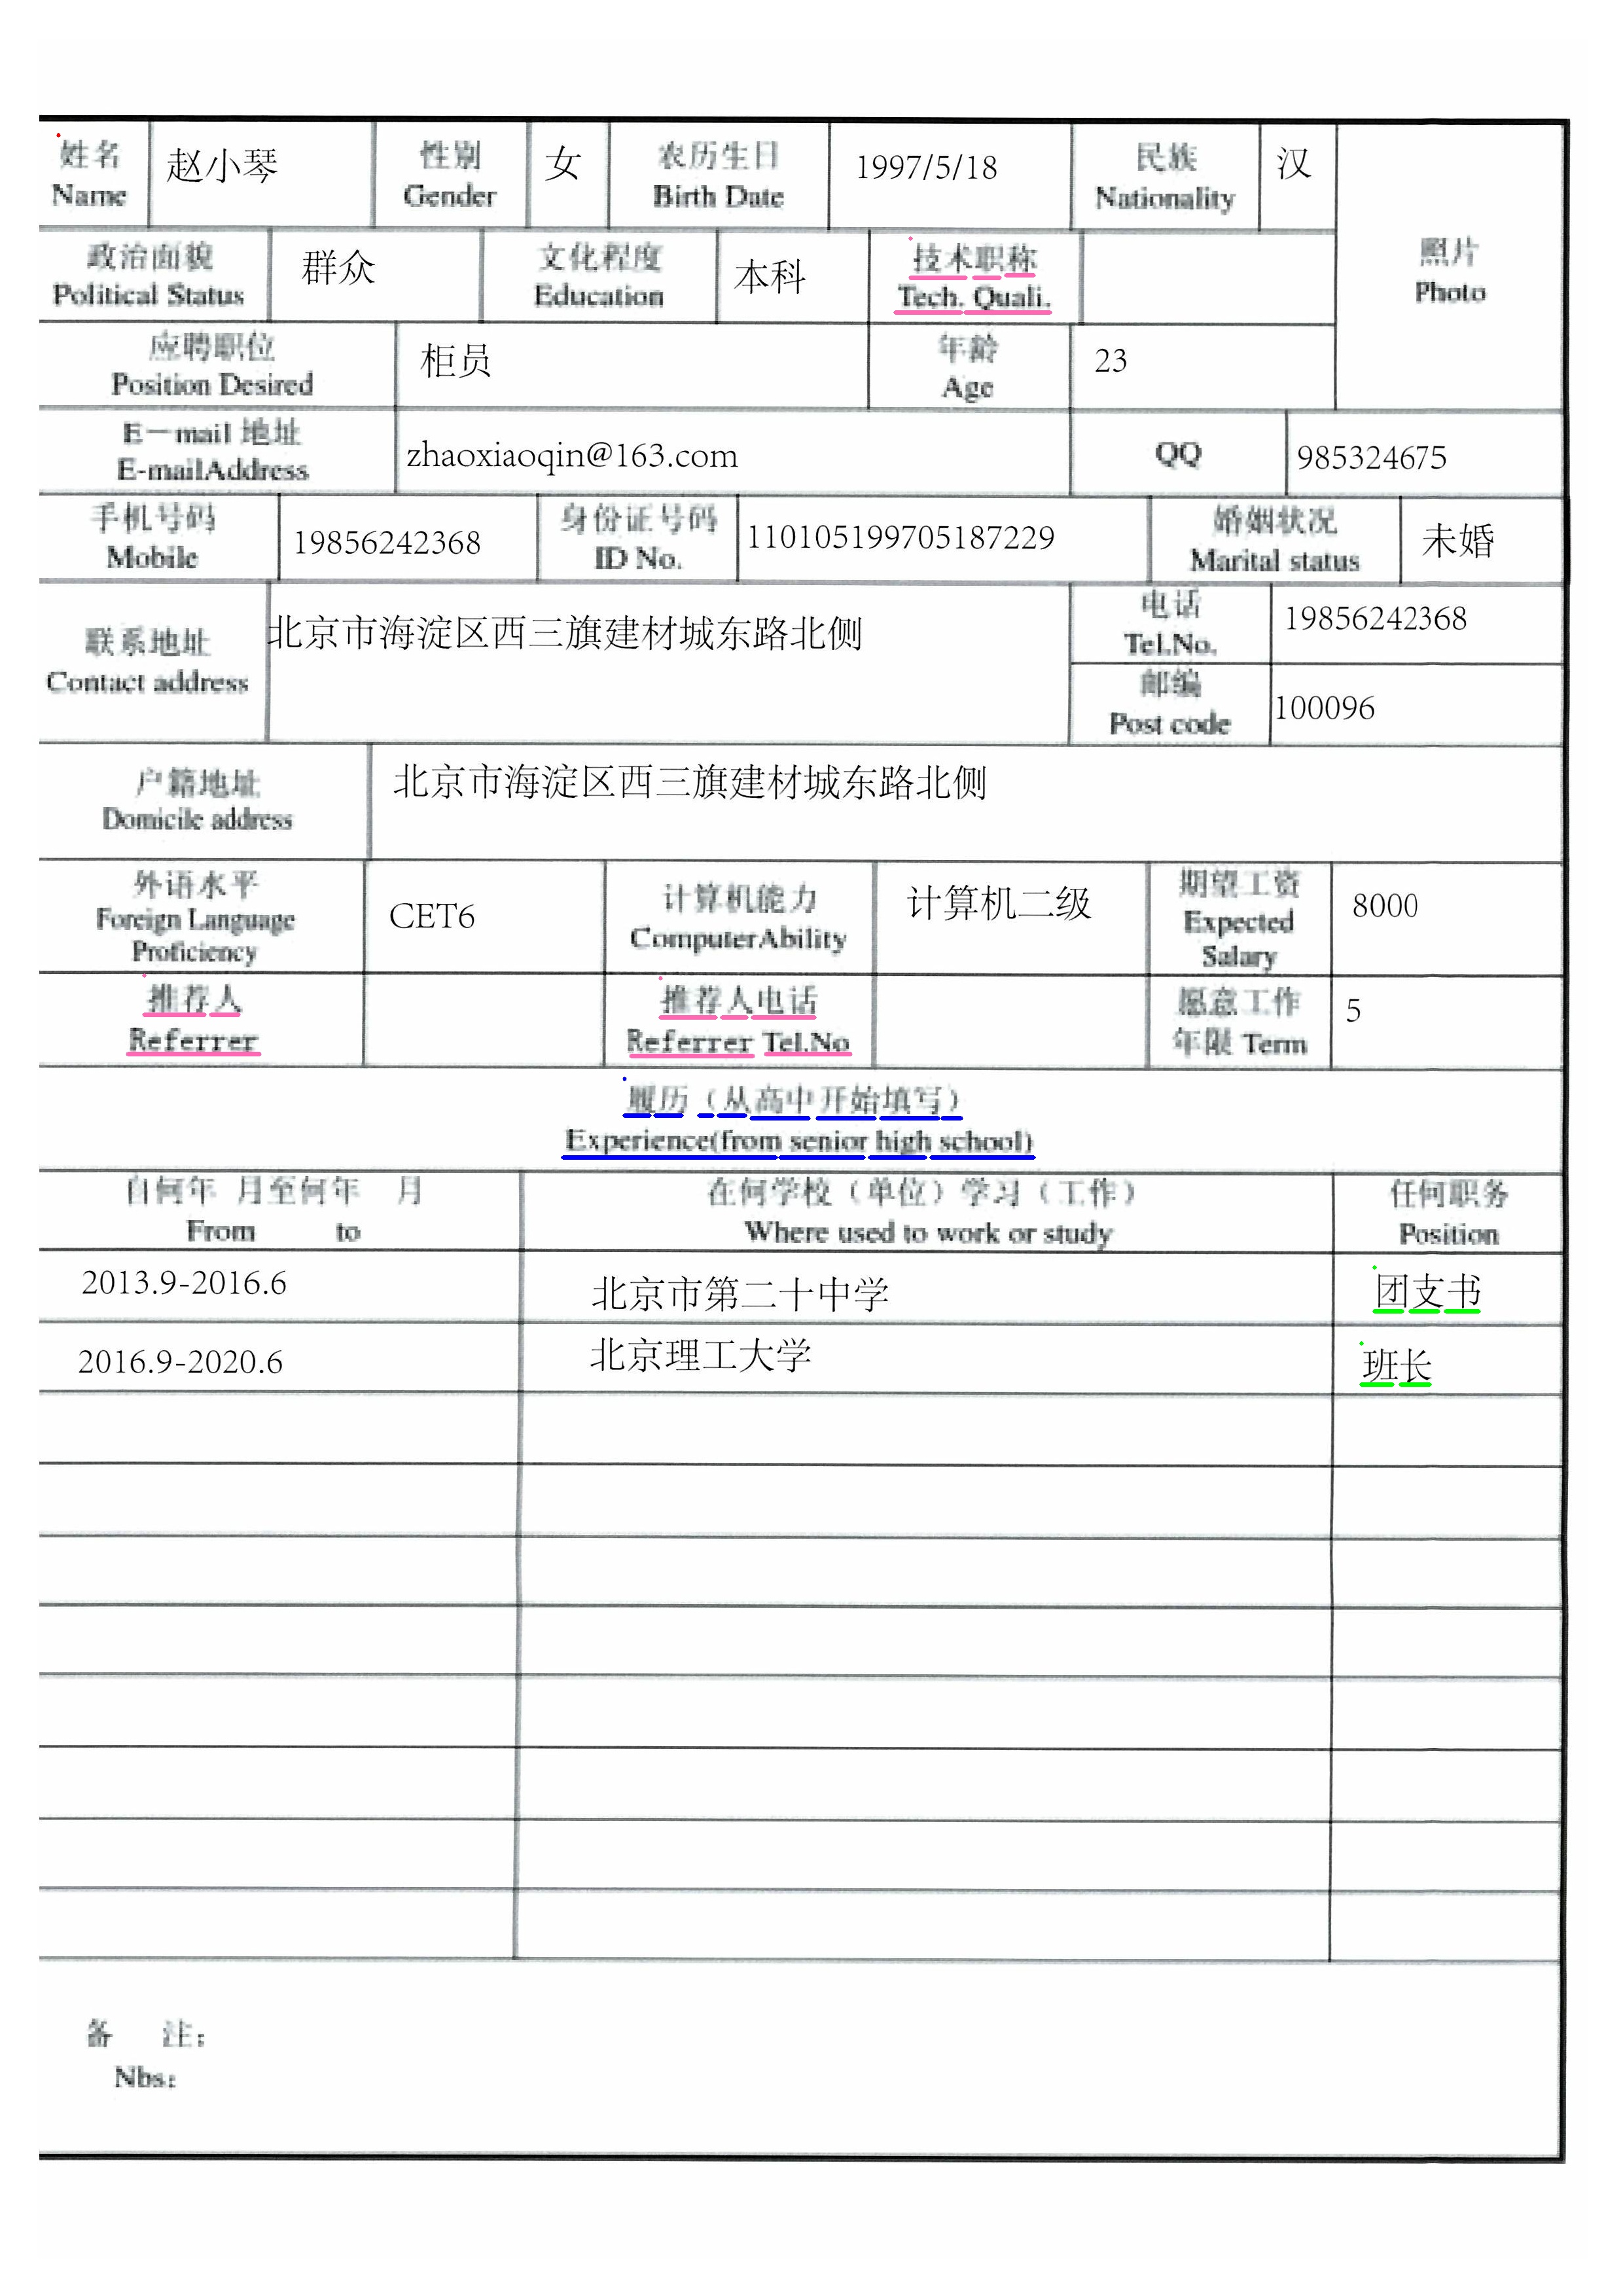 姓名 赵小琴 性别 女 农历生日 1997/5/18 民族 汉
Name Gender Birth Date Nationality
照片
Photo
政治面貌 群众 文化程度 本科 技术职称
Political Status Education Tech. Quali.
应聘职位 柜员 年龄 23
Position Desired Age
E-mail 地址 zhaoxiaoqin@163.com QQ 985324675
E-mailAddress
手机号码 19856242368 身份证号码 110105199705187229 婚姻状况 未婚
Mobile ID No. Marital status
联系地址 北京市海淀区西三旗建材城东路北侧 电话 19856242368
Contact address Tel.No.
邮编 100096
Post code
户籍地址 北京市海淀区西三旗建材城东路北侧
Domicile address
外语水平 CET6 计算机能力 计算机二级 期望工资 8000
Foreign Language ComputerAbility Expected
Proficiency Salary
推荐人 推荐人电话 愿意工作 5
Referrer Referrer Tel.No 年限 Term
履历（从高中开始填写）
Experience(from senior high school)
自何年 月至何年 月 在何学校（单位）学习（工作） 任何职务
From to Where used to work or study Position
2013.9-2016.6 北京市第二十中学 团支书
2016.9-2020.6 北京理工大学 班长
备 注：
Nbs: